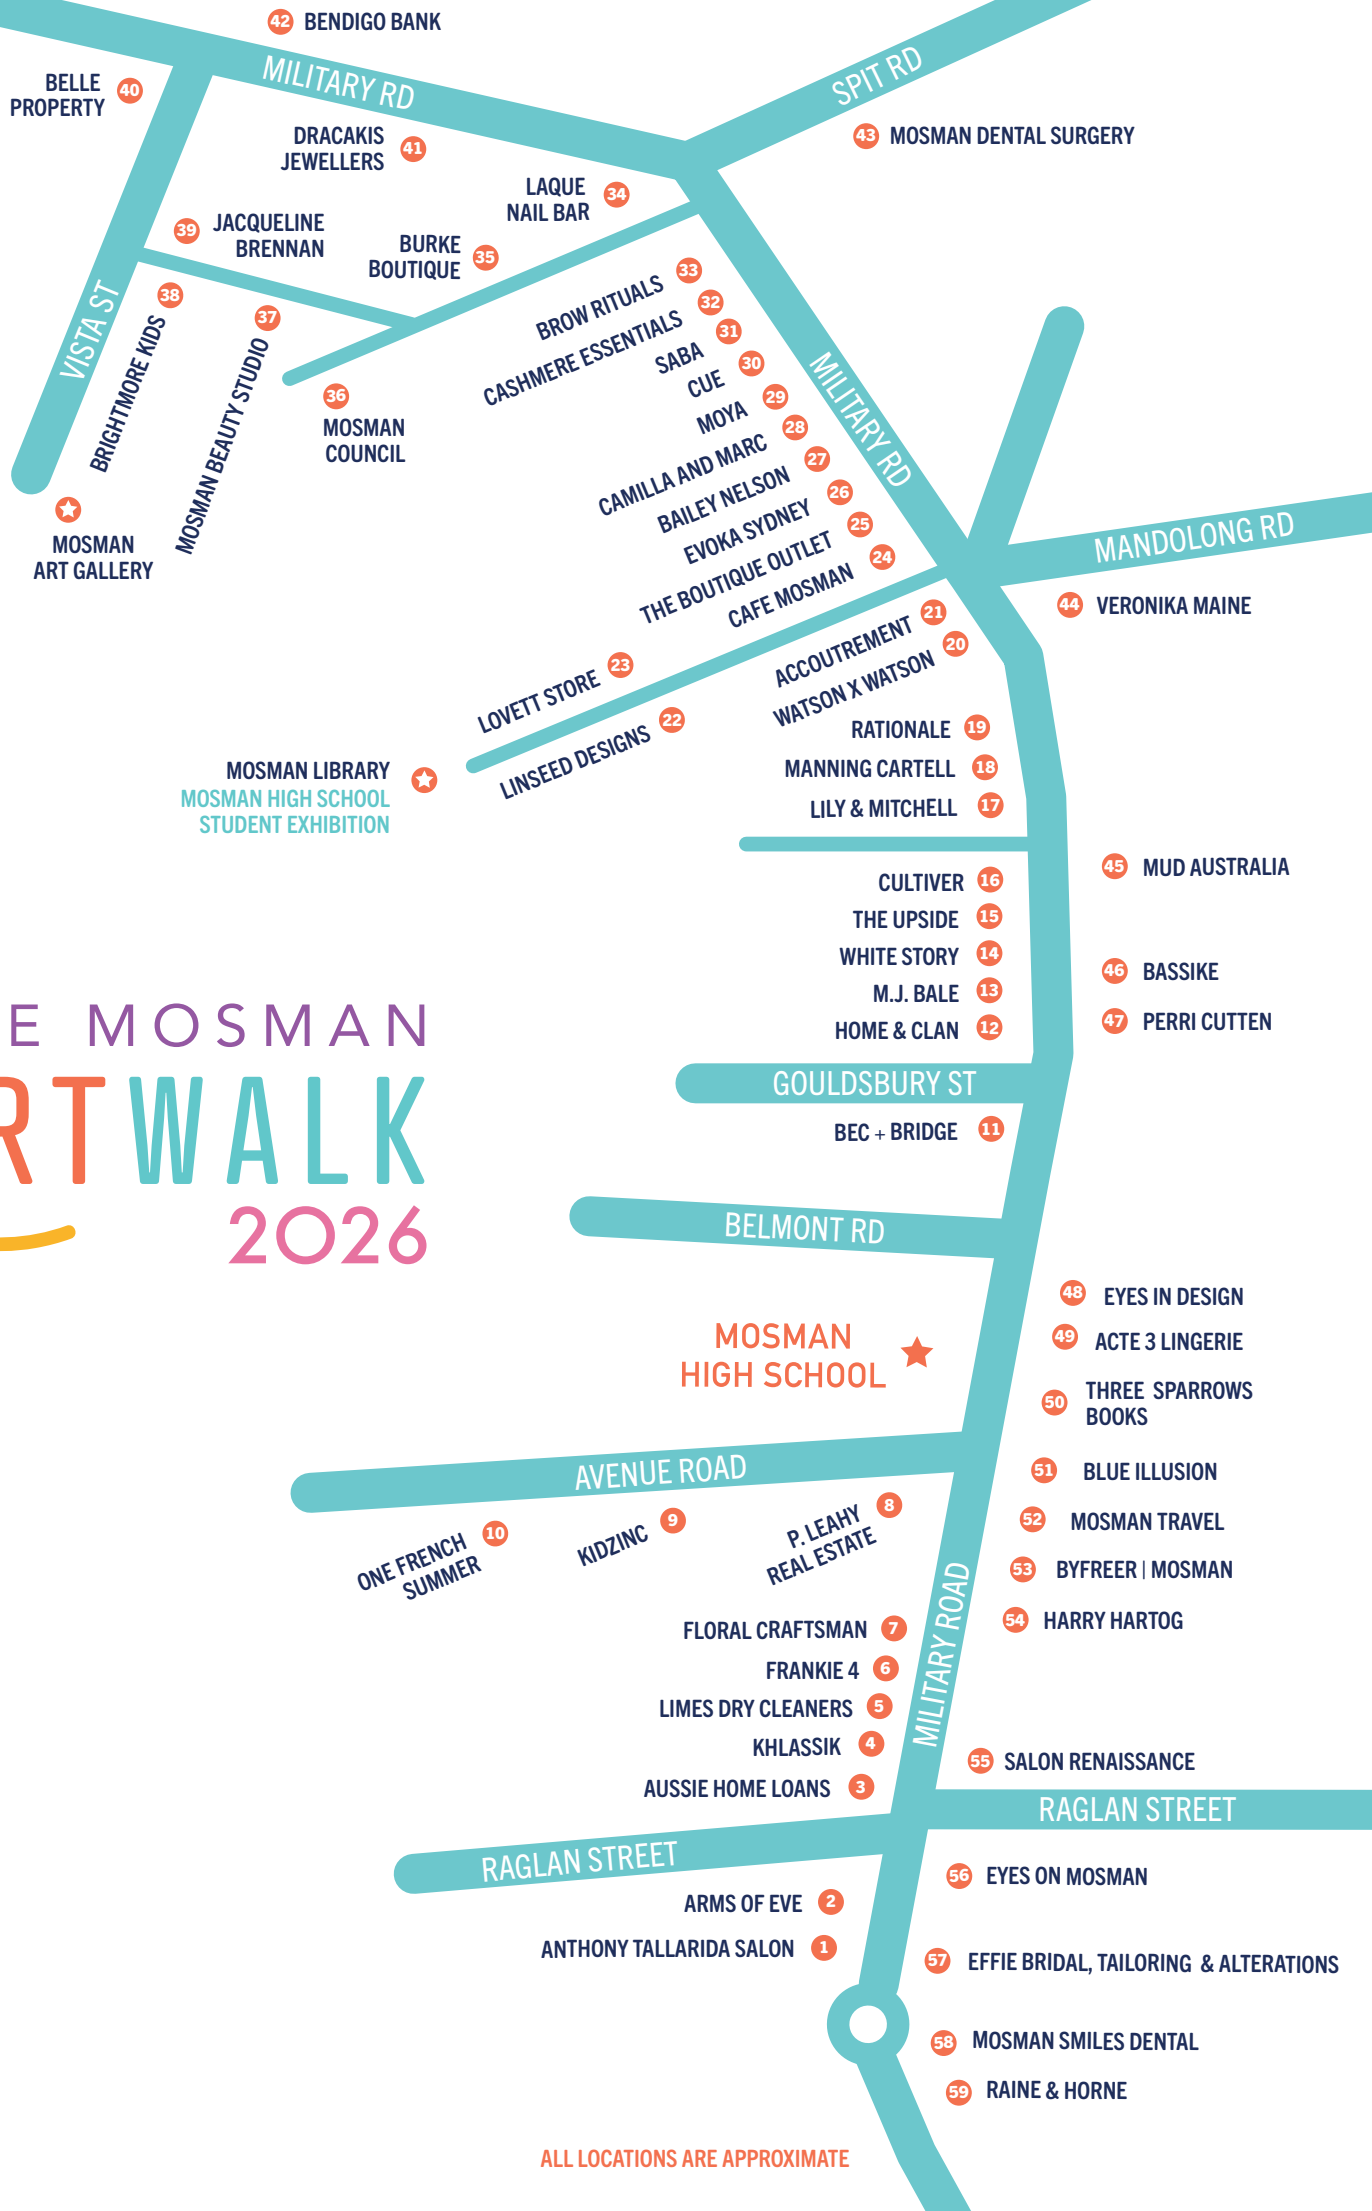 42 BENDIGO BANK
MILITARY RD
SPIT RD
BELLE
PROPERTY 40
DRACAKIS
JEWELLERS 41
43 MOSMAN DENTAL SURGERY
LAQUE
NAIL BAR 34
39 JACQUELINE
BRENNAN
BURKE
BOUTIQUE 35
VISTA ST
38
BRIGHTMORE KIDS
37
MOSMAN BEAUTY STUDIO
36
MOSMAN
COUNCIL
MOSMAN
ART GALLERY
BROW RITUALS 33
CASHMERE ESSENTIALS 32
SABA 31
CUE 30
MOYA 29
CAMILLA AND MARC 28
BAILEY NELSON 27
EVOKA SYDNEY 26
THE BOUTIQUE OUTLET 25
CAFE MOSMAN 24
MILITARY RD
MANDOLONG RD
44 VERONIKA MAINE
ACCOUTREMENT 21
WATSON X WATSON 20
LOVETT STORE 23
LINSEED DESIGNS 22
RATIONALE 19
MANNING CARTELL 18
LILY & MITCHELL 17
MOSMAN LIBRARY
MOSMAN HIGH SCHOOL
STUDENT EXHIBITION
45 MUD AUSTRALIA
CULTIVER 16
THE UPSIDE 15
WHITE STORY 14
M.J. BALE 13
HOME & CLAN 12
46 BASSIKE
47 PERRI CUTTEN
E MOSMAN
RTWALK
2026
GOULDSBURY ST
BEC + BRIDGE 11
BELMONT RD
MOSMAN
HIGH SCHOOL
48 EYES IN DESIGN
49 ACTE 3 LINGERIE
50 THREE SPARROWS
BOOKS
51 BLUE ILLUSION
52 MOSMAN TRAVEL
53 BYFREER | MOSMAN
54 HARRY HARTOG
AVENUE ROAD
ONE FRENCH
SUMMER 10
KIDZINC 9
P. LEAHY
REAL ESTATE 8
FLORAL CRAFTSMAN 7
FRANKIE 4 6
LIMES DRY CLEANERS 5
KHLASSIK 4
AUSSIE HOME LOANS 3
MILITARY ROAD
55 SALON RENAISSANCE
RAGLAN STREET
RAGLAN STREET
ARMS OF EVE 2
ANTHONY TALLARIDA SALON 1
56 EYES ON MOSMAN
57 EFFIE BRIDAL, TAILORING & ALTERATIONS
58 MOSMAN SMILES DENTAL
59 RAINE & HORNE
ALL LOCATIONS ARE APPROXIMATE